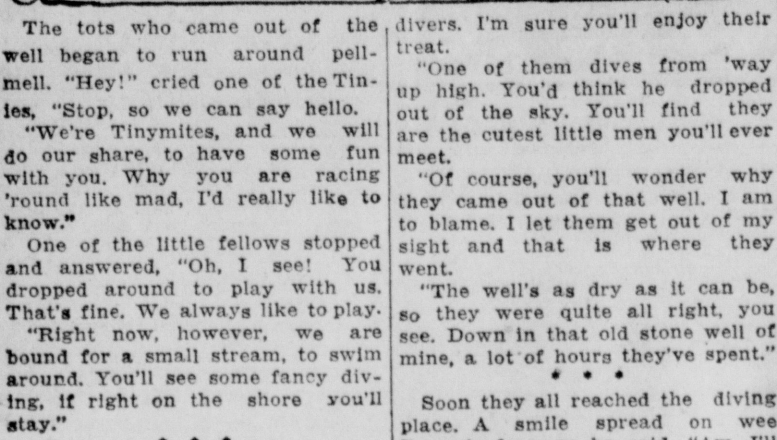 The tots who came out of the
well began to run around pell-
mell. "Hey!" cried one of the Tin-
ies, "Stop, so we can say hello.
"We're Tinymites, and we will
do our share, to have some fun
with you. Why you are racing
'round like mad, I'd really like to
know."
One of the little fellows stopped
and answered, "Oh, I see! You
dropped around to play with us.
That's fine. We always like to play.
"Right now, however, we are
bound for a small stream, to swim
around. You'll see some fancy div-
ing, if right on the shore you'll
stay."
* * *
divers. I'm sure you'll enjoy their
treat.
"One of them dives from 'way
up high. You'd think he dropped
out of the sky. You'll find they
are the cutest little men you'll ever
meet.
"Of course, you'll wonder why
they came out of that well. I am
to blame. I let them get out of my
sight and that is where they
went.
"The well's as dry as it can be,
so they were quite all right, you
see. Down in that old stone well of
mine, a lot of hours they've spent."
* * *
Soon they all reached the diving
place. A smile spread on wee